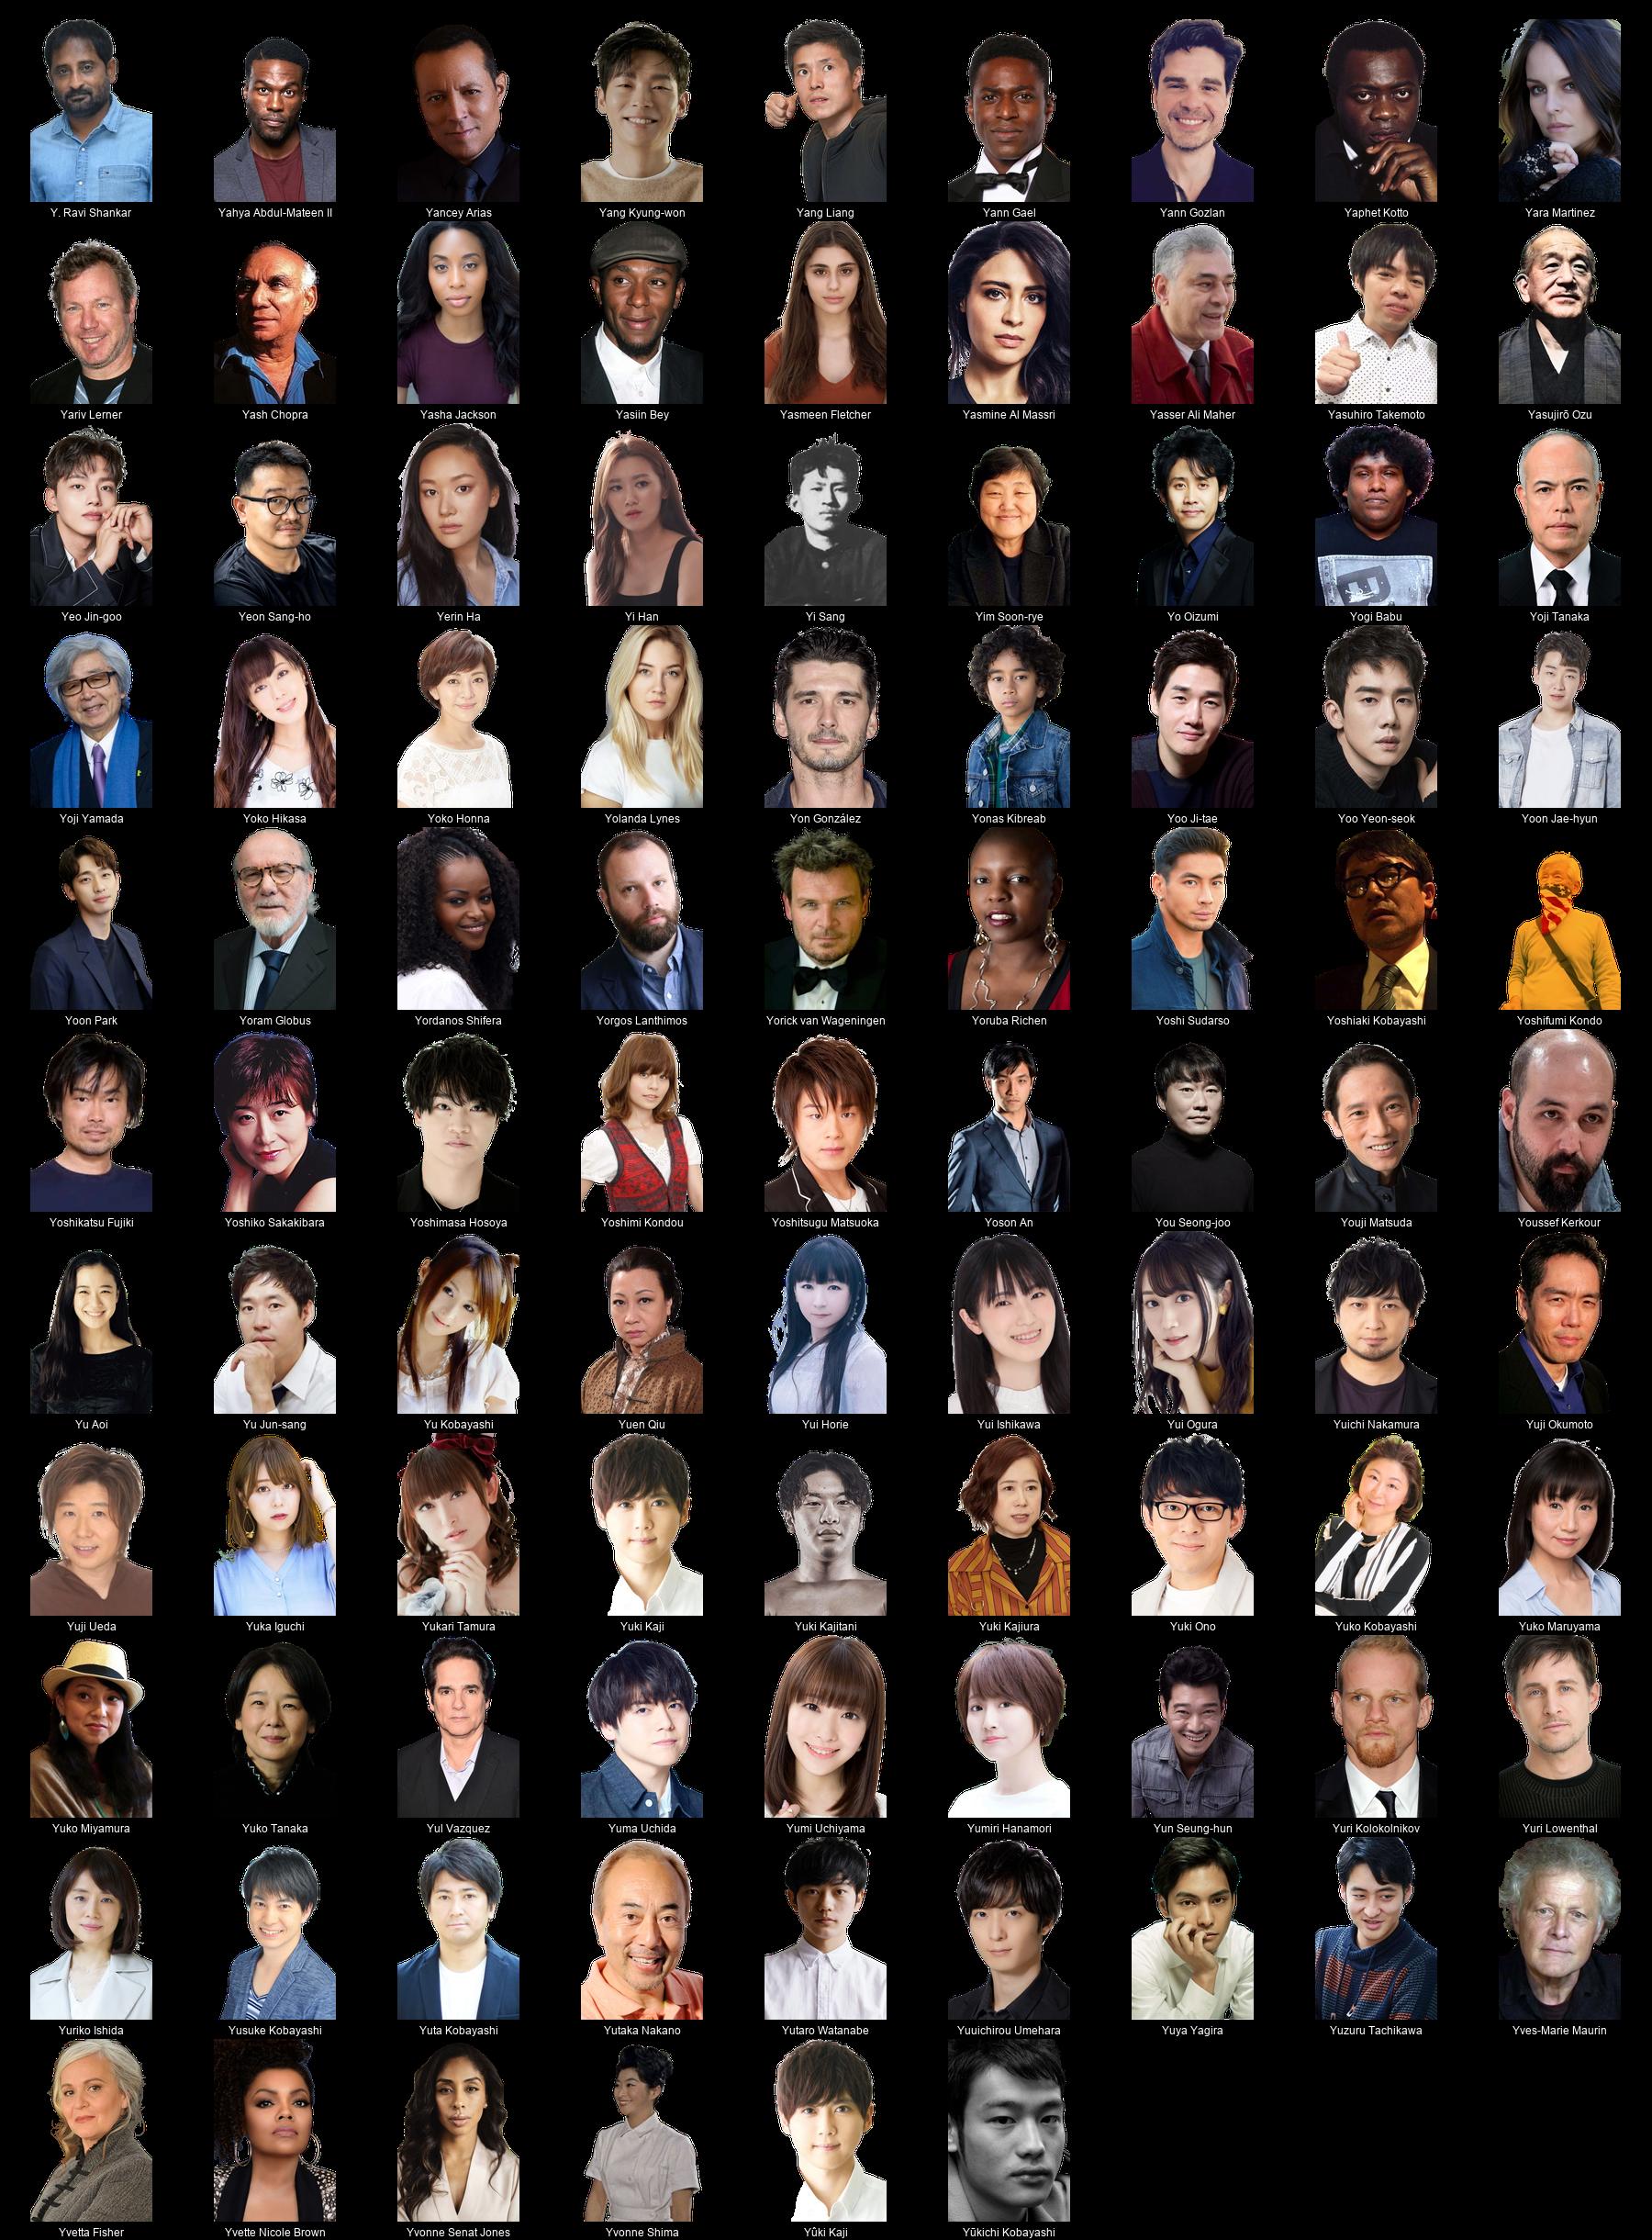 Y. Ravi Shankar
Yahya Abdul-Mateen II
Yancey Arias
Yang Kyung-won
Yang Liang
Yann Gael
Yann Gozlan
Yaphet Kotto
Yara Martinez
Yariv Lerner
Yash Chopra
Yasha Jackson
Yasiin Bey
Yasmeen Fletcher
Yasmine Al Massri
Yasser Ali Maher
Yasuhiro Takemoto
Yasujirō Ozu
Yeo Jin-goo
Yeon Sang-ho
Yerin Ha
Yi Han
Yi Sang
Yim Soon-rye
Yo Oizumi
Yogi Babu
Yoji Tanaka
Yoji Yamada
Yoko Hikasa
Yoko Honna
Yolanda Lynes
Yon González
Yonas Kibreab
Yoo Ji-tae
Yoo Yeon-seok
Yoon Jae-hyun
Yoon Park
Yoram Globus
Yordanos Shifera
Yorgos Lanthimos
Yorick van Wageningen
Yoruba Richen
Yoshi Sudarso
Yoshiaki Kobayashi
Yoshifumi Kondo
Yoshikatsu Fujiki
Yoshiko Sakakibara
Yoshimasa Hosoya
Yoshimi Kondou
Yoshitsugu Matsuoka
Yoson An
You Seong-joo
Youji Matsuda
Youssef Kerkour
Yu Aoi
Yu Jun-sang
Yu Kobayashi
Yuen Qiu
Yui Horie
Yui Ishikawa
Yui Ogura
Yuichi Nakamura
Yuji Okumoto
Yuji Ueda
Yuka Iguchi
Yukari Tamura
Yuki Kaji
Yuki Kajitani
Yuki Kajiura
Yuki Ono
Yuko Kobayashi
Yuko Maruyama
Yuko Miyamura
Yuko Tanaka
Yul Vazquez
Yuma Uchida
Yumi Uchiyama
Yumiri Hanamori
Yun Seung-hun
Yuri Kolokolnikov
Yuri Lowenthal
Yuriko Ishida
Yusuke Kobayashi
Yuta Kobayashi
Yutaka Nakano
Yutaro Watanabe
Yuuichirou Umehara
Yuya Yagira
Yuzuru Tachikawa
Yves-Marie Maurin
Yvetta Fisher
Yvette Nicole Brown
Yvonne Senat Jones
Yvonne Shima
Yûki Kaji
Yūkichi Kobayashi